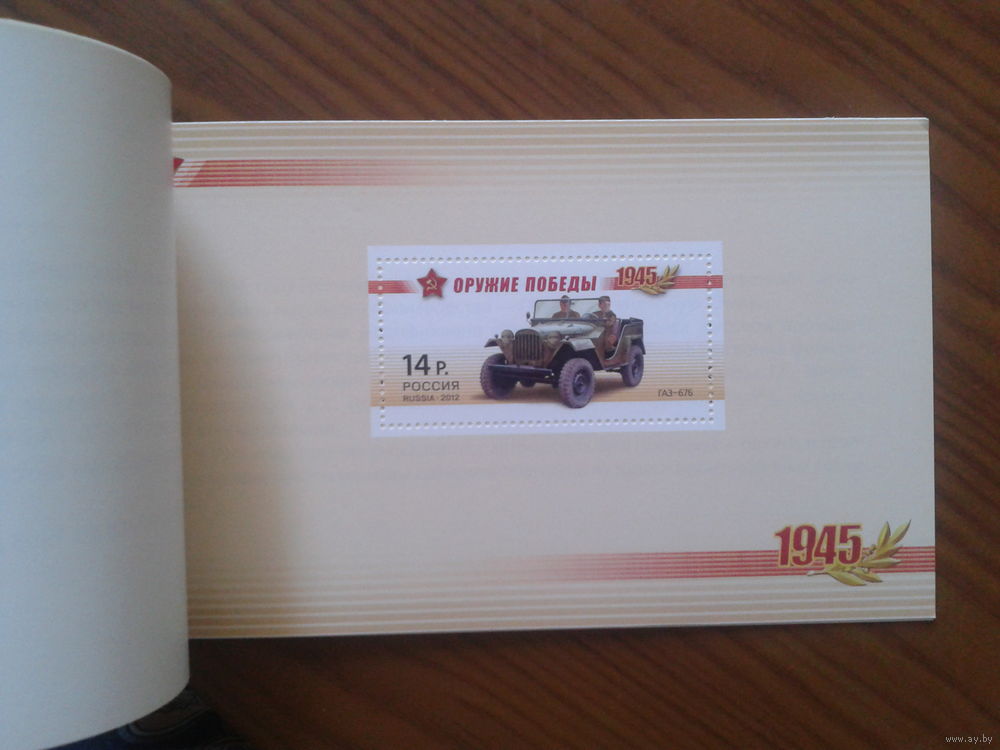 ОРУЖИЕ ПОБЕДЫ 1945
14 Р.
РОССИЯ
RUSSIA · 2012
ГАЗ-67Б
1945
www.ay.by